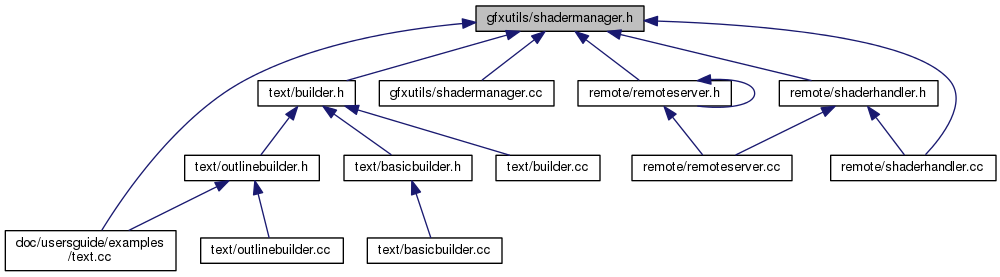 gfxutils/shadermanager.h
text/builder.h
gfxutils/shadermanager.cc
remote/remoteserver.h
remote/shaderhandler.h
text/outlinebuilder.h
text/basicbuilder.h
text/builder.cc
remote/remoteserver.cc
remote/shaderhandler.cc
doc/usersguide/examples
/text.cc
text/outlinebuilder.cc
text/basicbuilder.cc